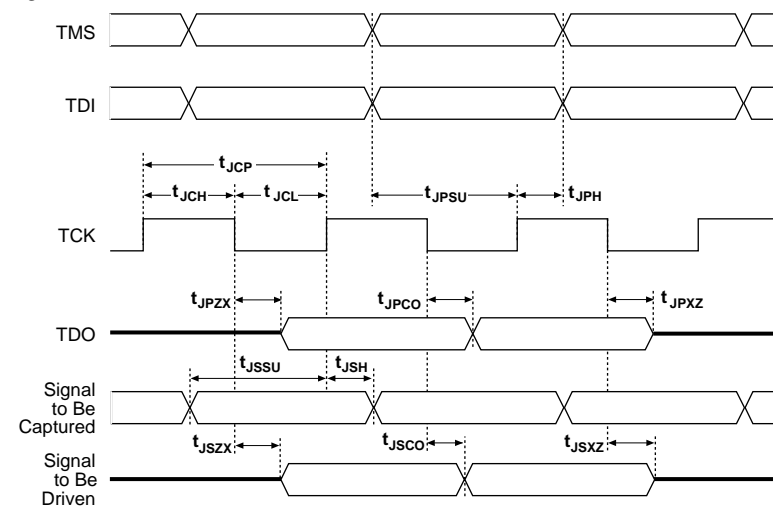 TMS
TDI
tJCP
tJCH
tJCL
tJPSU
tJPH
TCK
tJPZX
tJPCO
tJPXZ
TDO
tJSSU
tJSH
Signal
to Be
Captured
tJSZX
tJSCO
tJSXZ
Signal
to Be
Driven